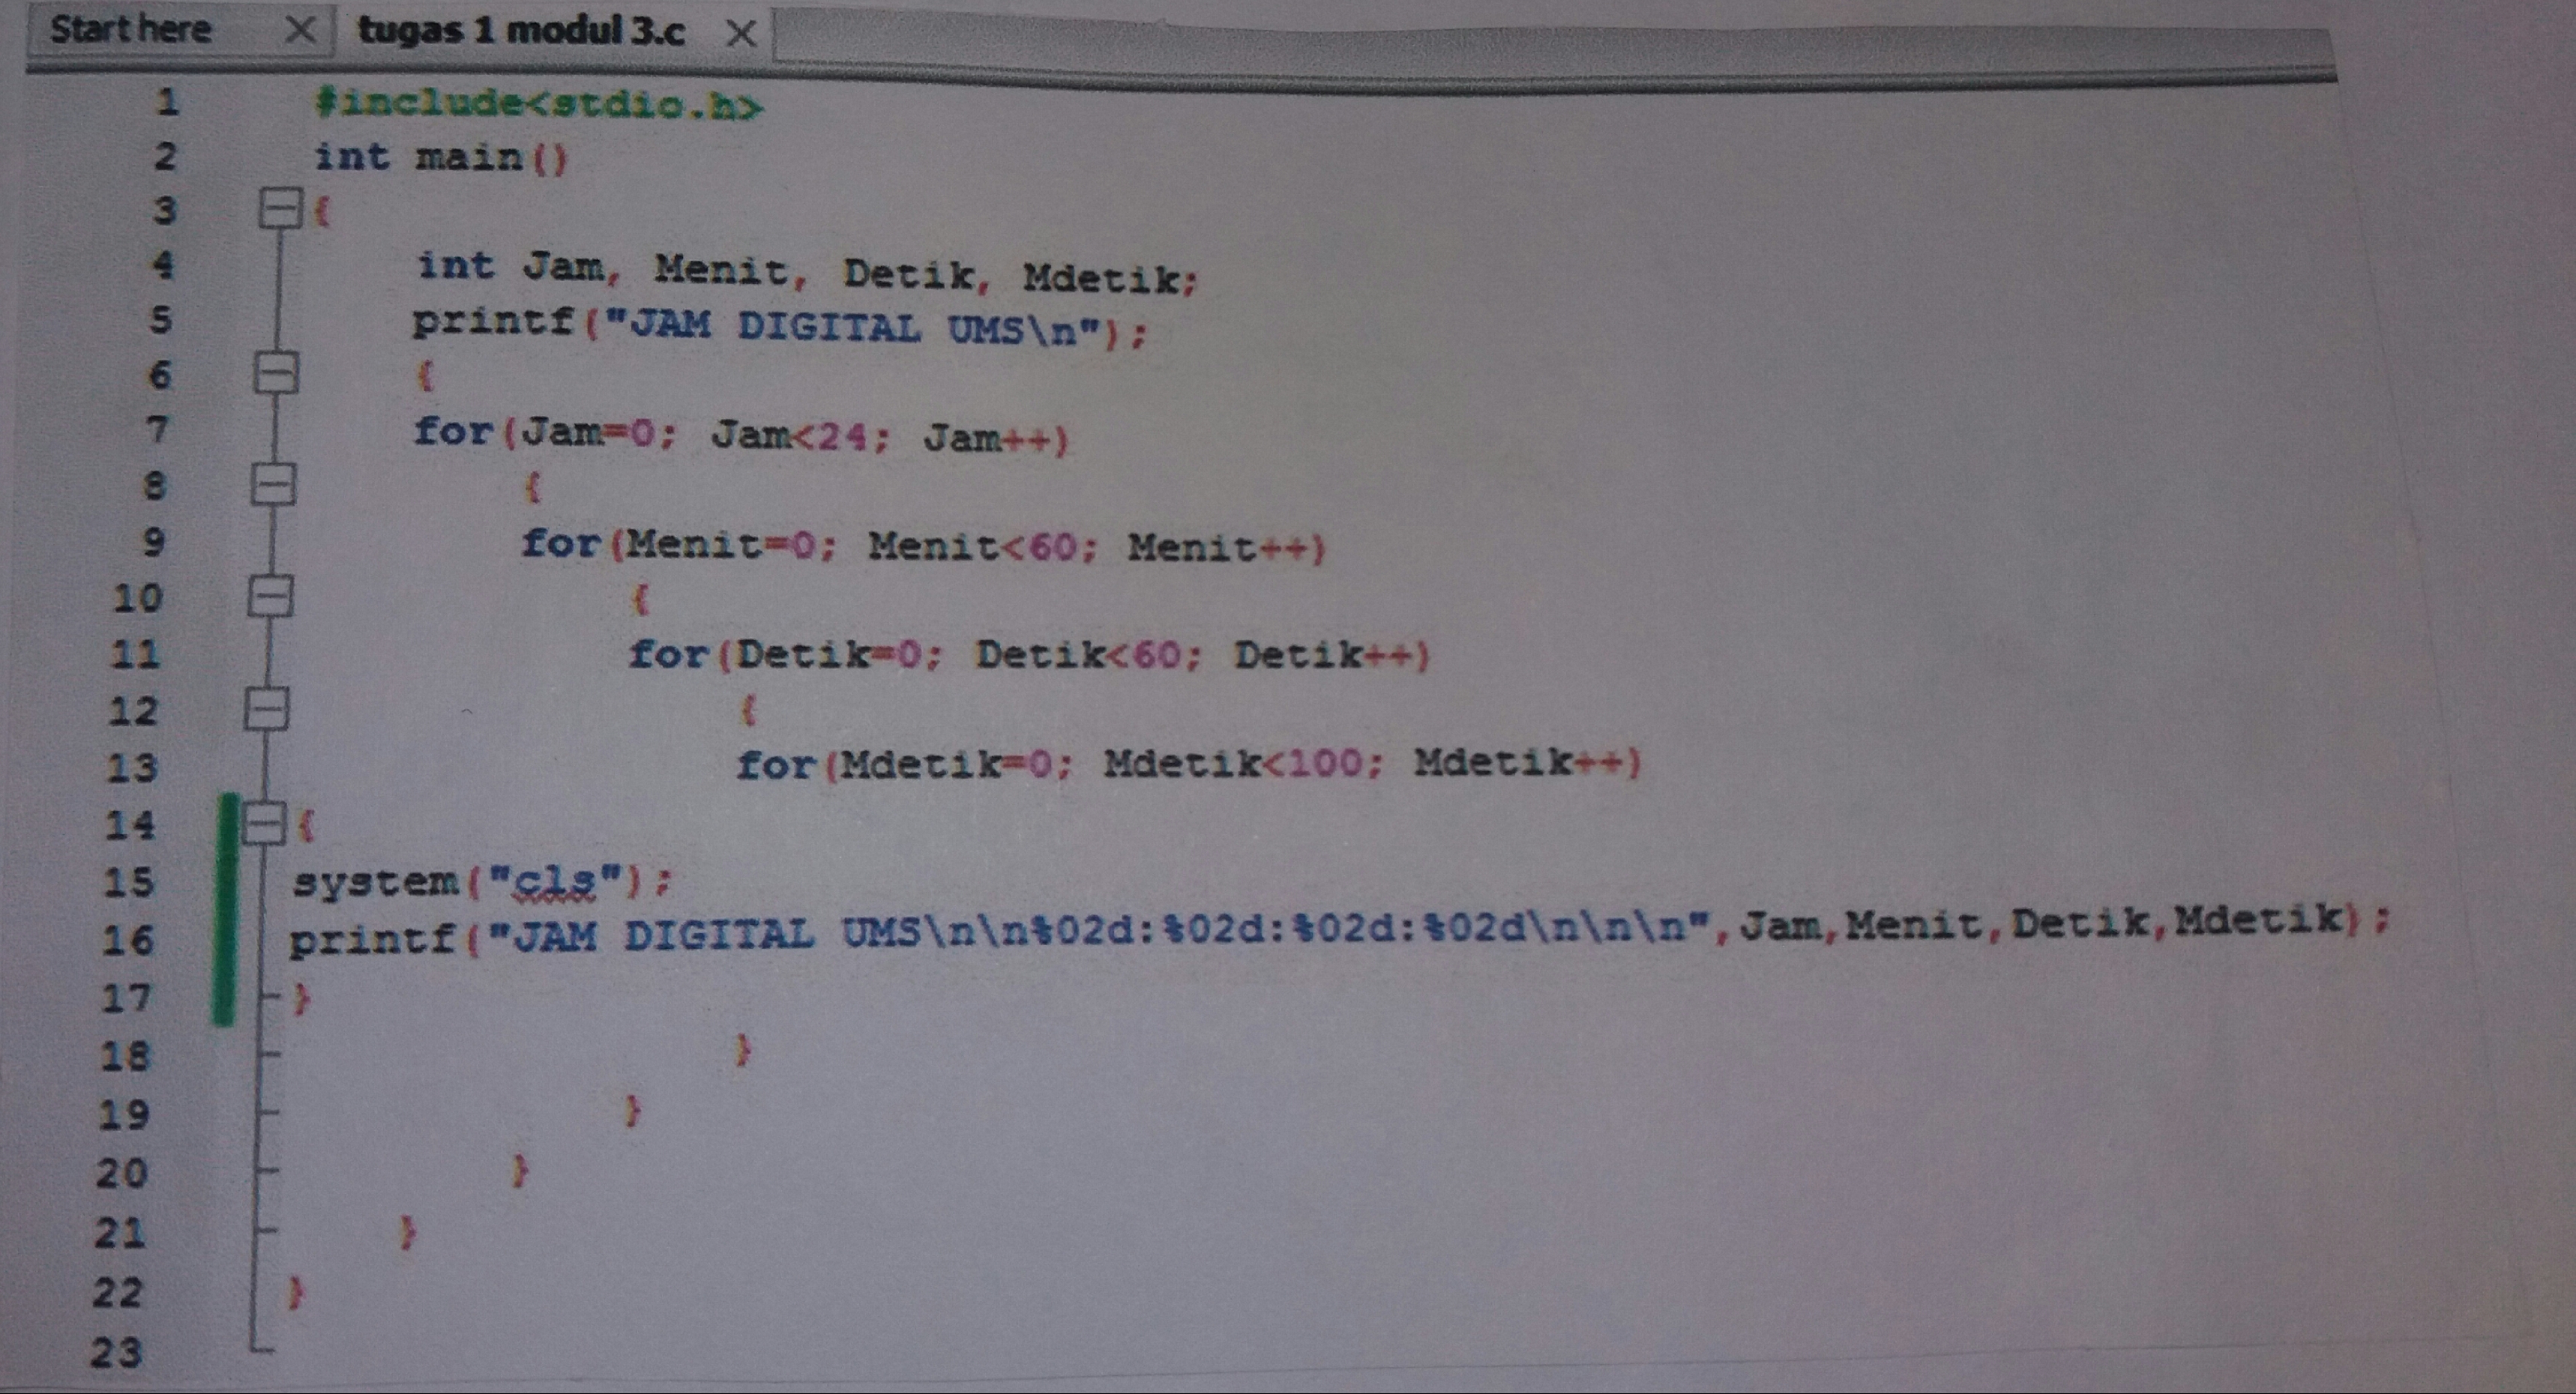 Start here X tugas 1 modul 3.c X
1 #include<stdio.h>
2 int main()
3 {
4 int Jam, Menit, Detik, Mdetik;
5 printf("JAM DIGITAL UMS\n");
6 {
7 for(Jam=0; Jam<24; Jam++)
8 {
9 for(Menit=0; Menit<60; Menit++)
10 {
11 for(Detik=0; Detik<60; Detik++)
12 {
13 for(Mdetik=0; Mdetik<100; Mdetik++)
14 {
15 system("cls");
16 printf("JAM DIGITAL UMS\n\n%02d:%02d:%02d:%02d\n\n\n",Jam,Menit,Detik,Mdetik);
17 }
18 }
19 }
20 }
21 }
22 }
23